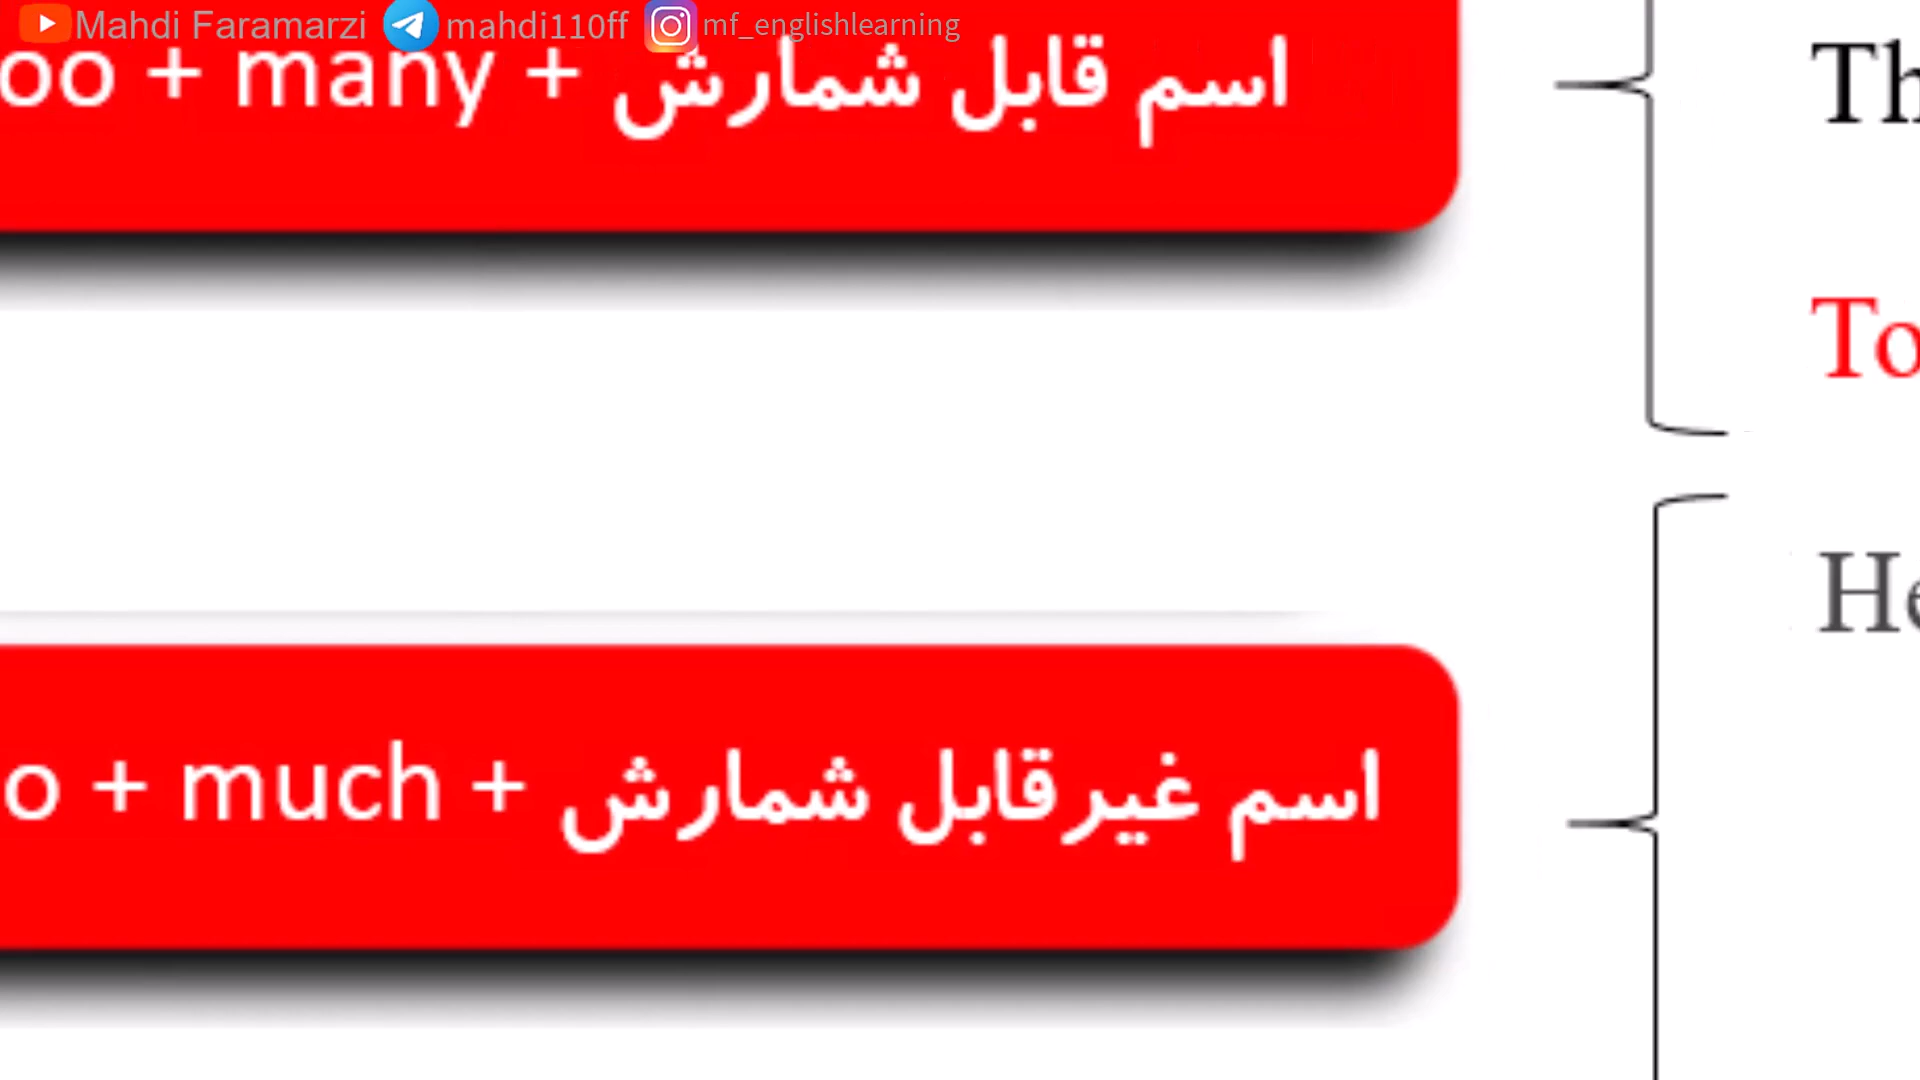 Mahdi Faramarzi mahdi110ff mf_englishlearning
oo + many + اسم قابل شمارش
Th
To
He
o + much + اسم غیرقابل شمارش